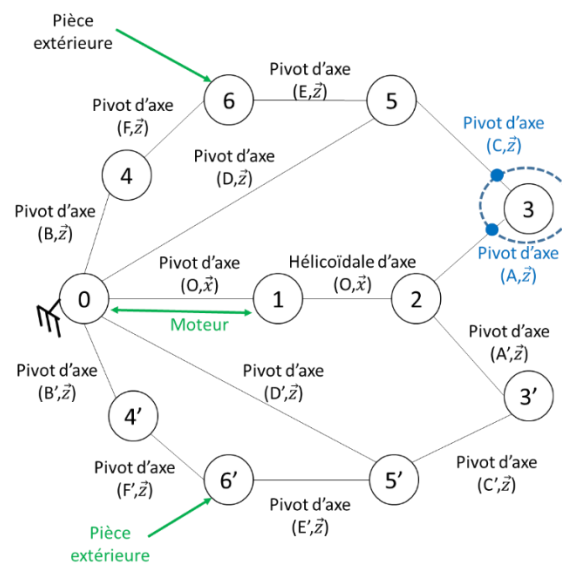 Pièce
extérieure
6
Pivot d'axe
(E,z⃗)
5
Pivot d'axe
(F,z⃗)
4
Pivot d'axe
(D,z⃗)
Pivot d'axe
(C,z⃗)
3
Pivot d'axe
(B,z⃗)
Pivot d'axe
(A,z⃗)
0
Pivot d'axe
(O,x⃗)
Moteur
1
Hélicoïdale d'axe
(O,x⃗)
2
Pivot d'axe
(A',z⃗)
Pivot d'axe
(B',z⃗)
Pivot d'axe
(D',z⃗)
3'
4'
Pivot d'axe
(C',z⃗)
Pivot d'axe
(F',z⃗)
6'
Pivot d'axe
(E',z⃗)
5'
Pièce
extérieure